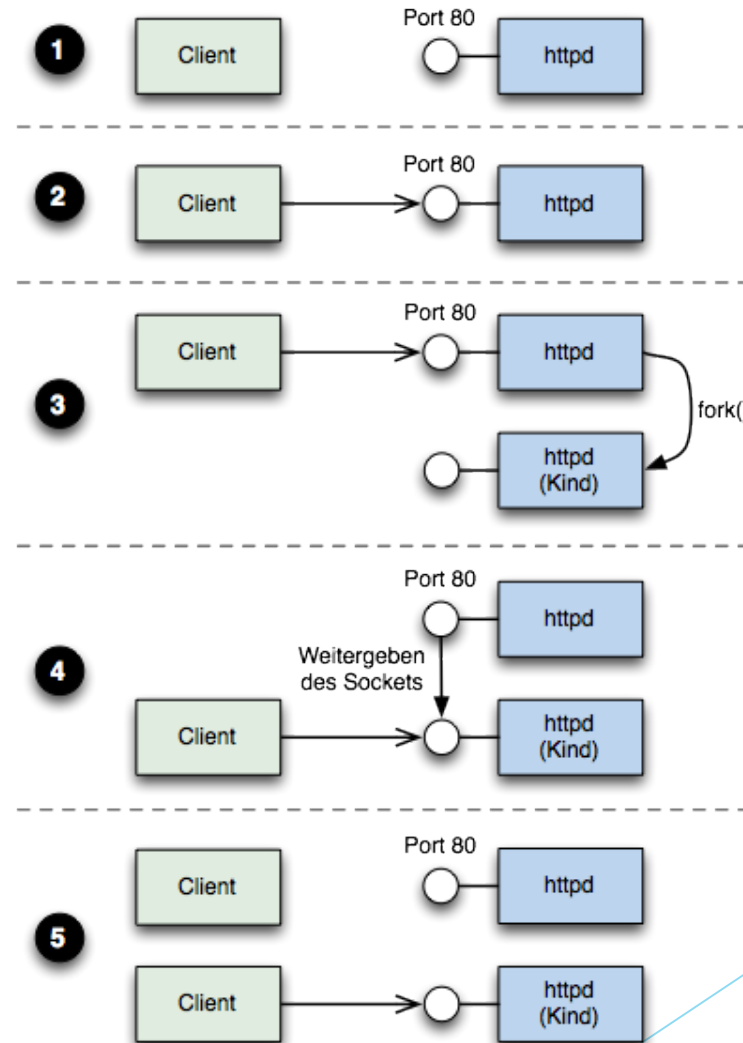 1
Client
Port 80
httpd
2
Client
Port 80
httpd
3
Client
Port 80
httpd
fork(
httpd
(Kind)
4
Port 80
httpd
Weitergeben
des Sockets
Client
httpd
(Kind)
5
Client
Port 80
httpd
Client
httpd
(Kind)